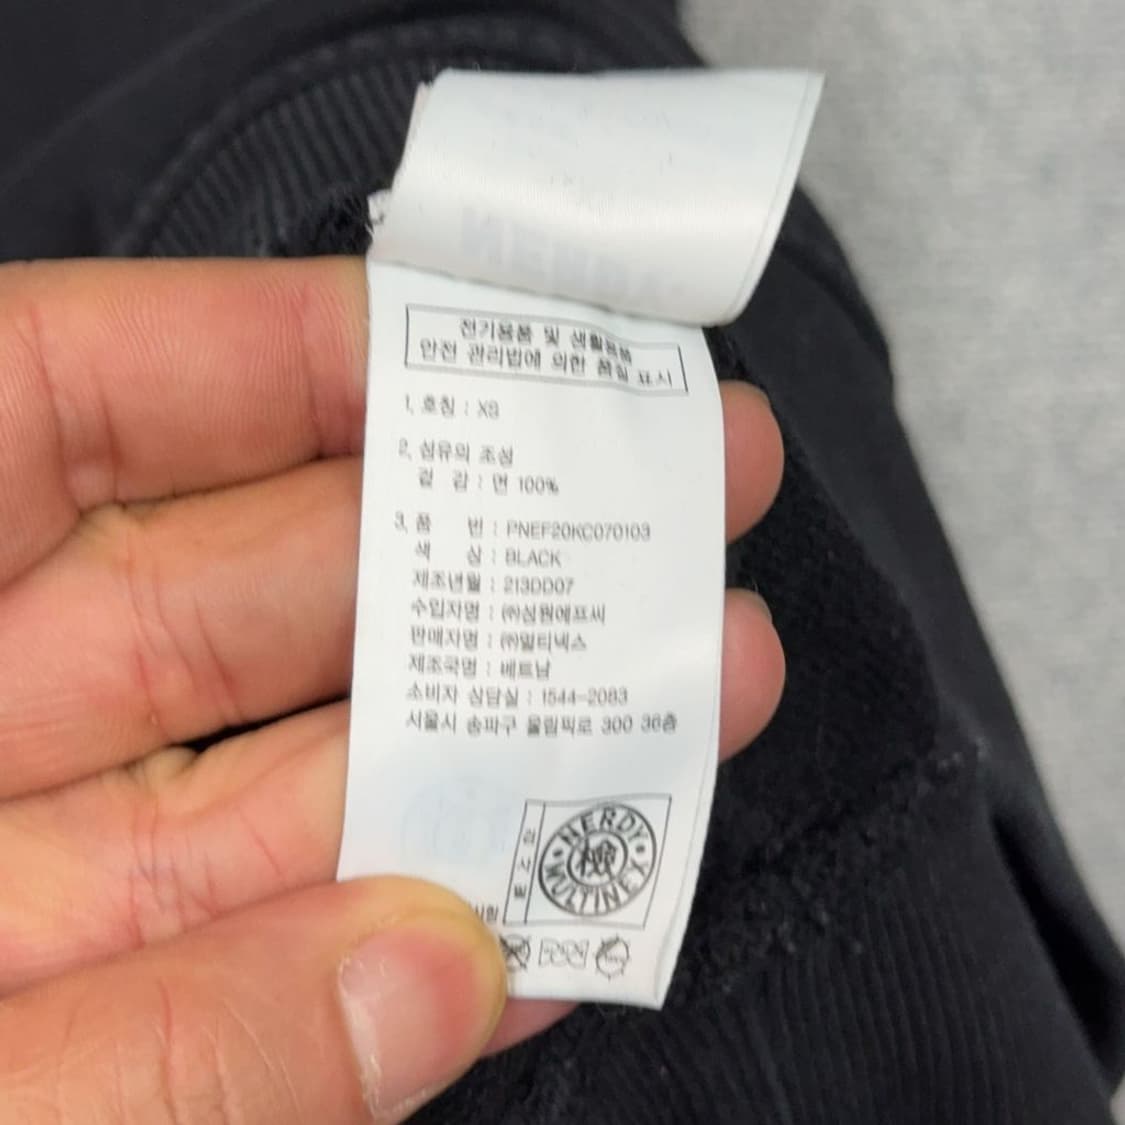 전기용품 및 생활용품
안전 관리법에 의한 품질 표시
1. 호칭 : XS
2. 섬유의 조성
겉 감 : 면 100%
3. 품 번 : PNEF20KC070103
색 상 : BLACK
제조년월 : 213DD07
수입자명 : ㈜성원에프씨
판매자명 : ㈜멀티넥스
제조국명 : 베트남
소비자 상담실 : 1544-2083
서울시 송파구 올림픽로 300 36층
NERDY
檢
MULTINEX